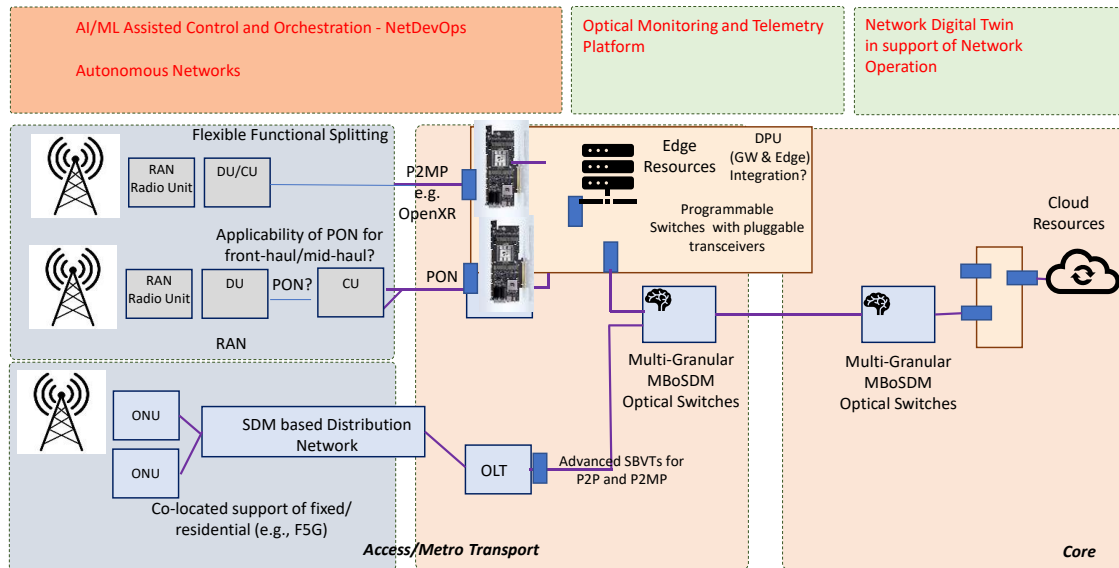 AI/ML Assisted Control and Orchestration - NetDevOps
Autonomous Networks
Optical Monitoring and Telemetry
Platform
Network Digital Twin
in support of Network
Operation
Flexible Functional Splitting
RAN
Radio Unit
DU/CU
P2MP
e.g.
OpenXR
Edge
Resources
DPU
(GW & Edge)
Integration?
Programmable
Switches with pluggable
transceivers
Cloud
Resources
Applicability of PON for
front-haul/mid-haul?
RAN
Radio Unit
DU
PON?
CU
PON
RAN
Multi-Granular
MBoSDM
Optical Switches
Multi-Granular
MBoSDM
Optical Switches
ONU
ONU
SDM based Distribution
Network
OLT
Advanced SBVTs for
P2P and P2MP
Co-located support of fixed/
residential (e.g., F5G)
Access/Metro Transport
Core